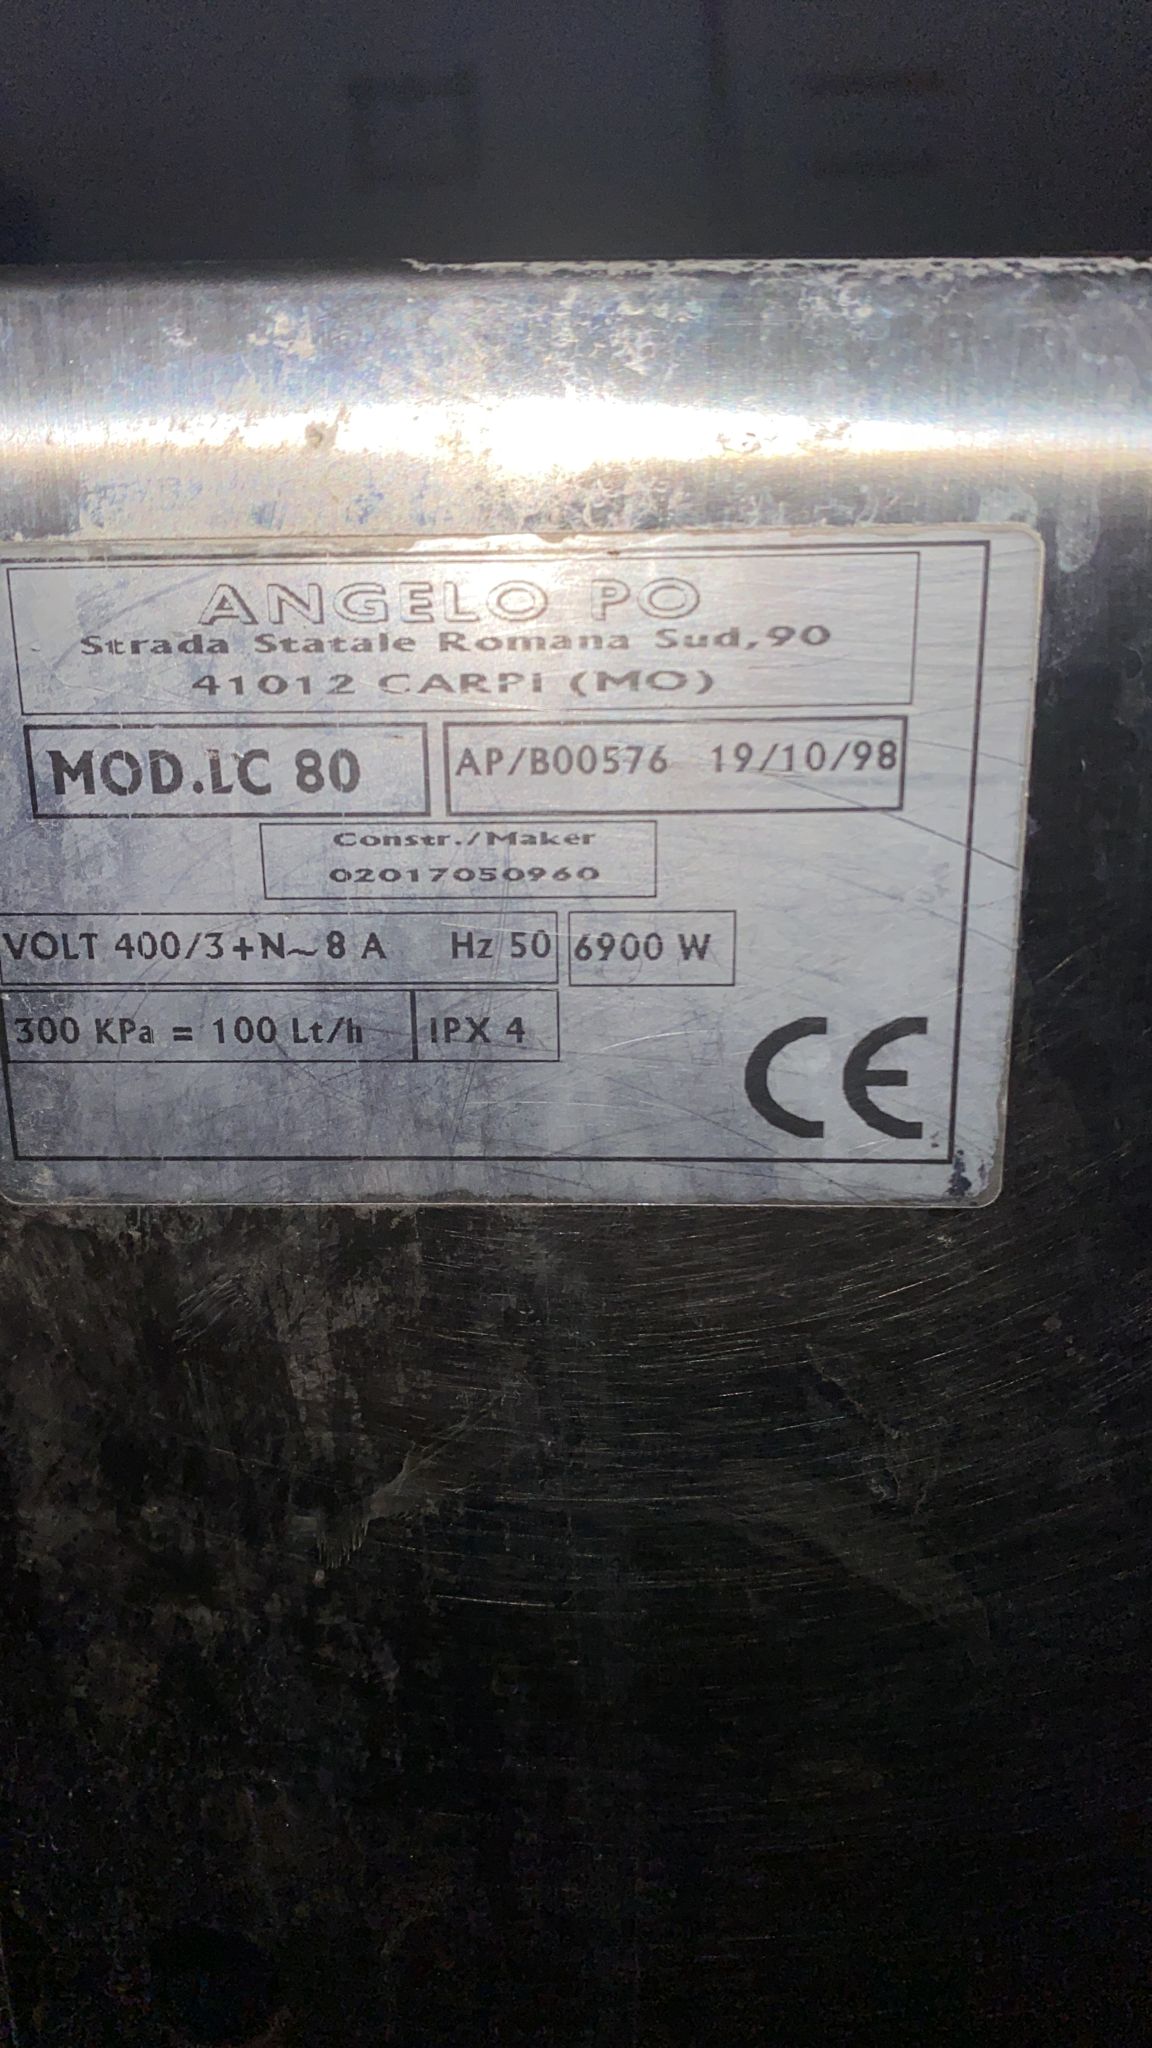 ANGELO PO
Strada Statale Romana Sud,90
41012 CARPi (MO)
MOD.LC 80
AP/B00576 19/10/98
Constr./Maker
02017050960
VOLT 400/3+N~8 A Hz 50
6900 W
300 KPa = 100 Lt/h
IPX 4
CE